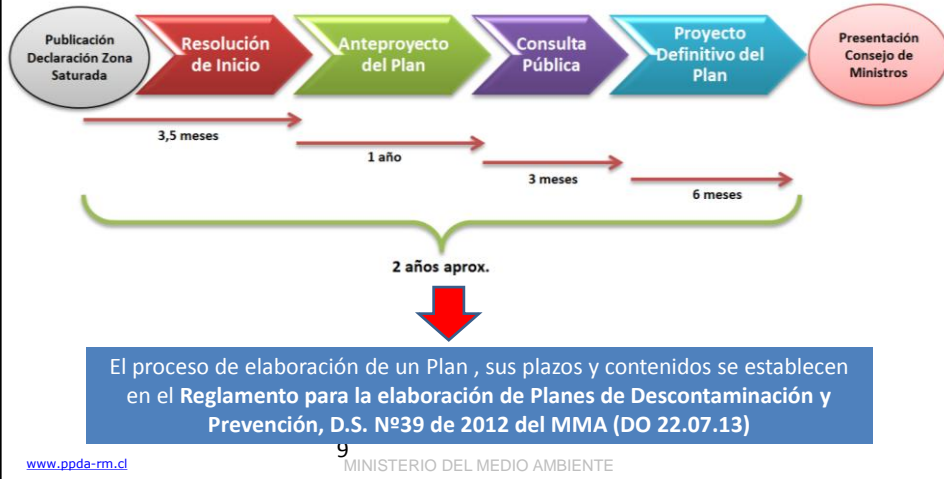 Publicación
Declaración Zona
Saturada
Resolución
de Inicio
Anteproyecto
del Plan
Consulta
Pública
Proyecto
Definitivo del
Plan
Presentación
Consejo de
Ministros
3,5 meses
1 año
3 meses
6 meses
2 años aprox.
El proceso de elaboración de un Plan , sus plazos y contenidos se establecen
en el Reglamento para la elaboración de Planes de Descontaminación y
Prevención, D.S. Nº39 de 2012 del MMA (DO 22.07.13)
www.ppda-rm.cl
9
MINISTERIO DEL MEDIO AMBIENTE